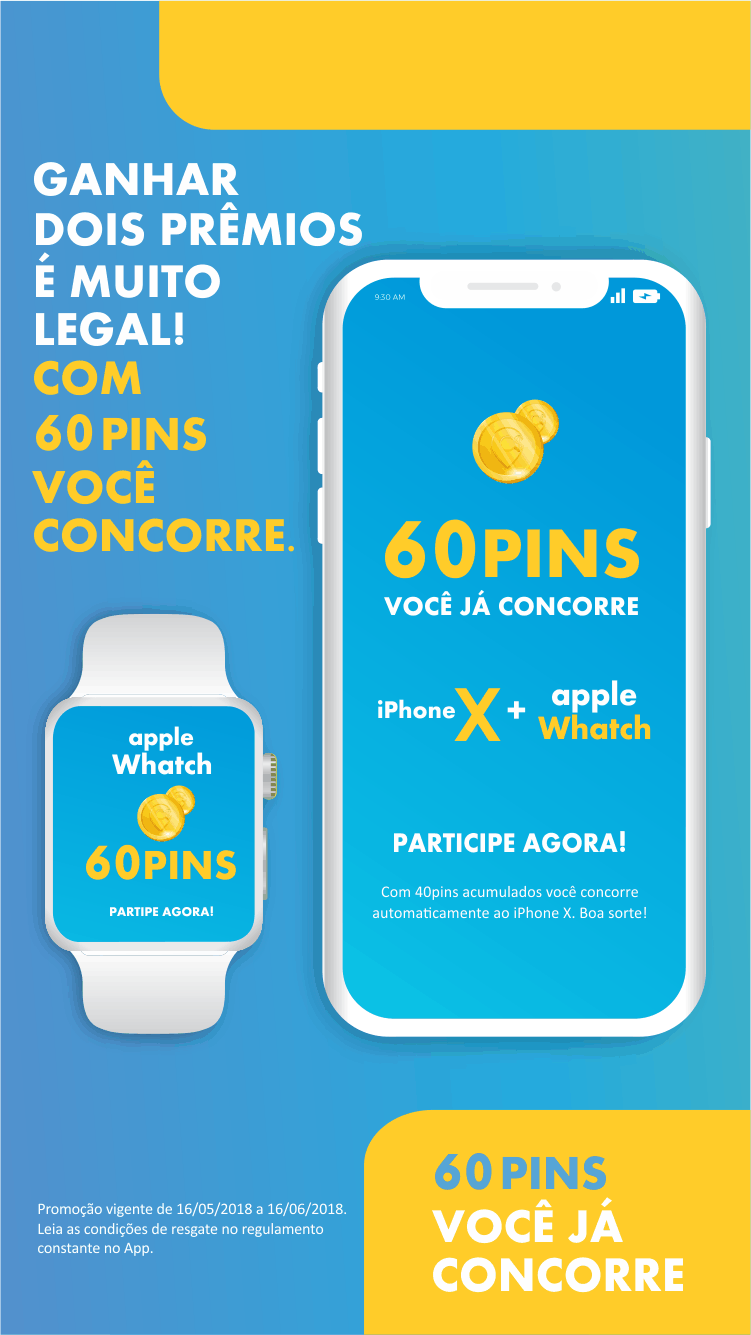 GANHAR
DOIS PRÊMIOS
É MUITO
LEGAL!
COM
60 PINS
VOCÊ
CONCORRE.
9:30 AM
60PINS
VOCÊ JÁ CONCORRE
iPhone X + apple
Whatch
PARTICIPE AGORA!
Com 40pins acumulados você concorre
automaticamente ao iPhone X. Boa sorte!
apple
Whatch
60PINS
PARTIPE AGORA!
60 PINS
VOCÊ JÁ
CONCORRE
Promoção vigente de 16/05/2018 a 16/06/2018.
Leia as condições de resgate no regulamento
constante no App.